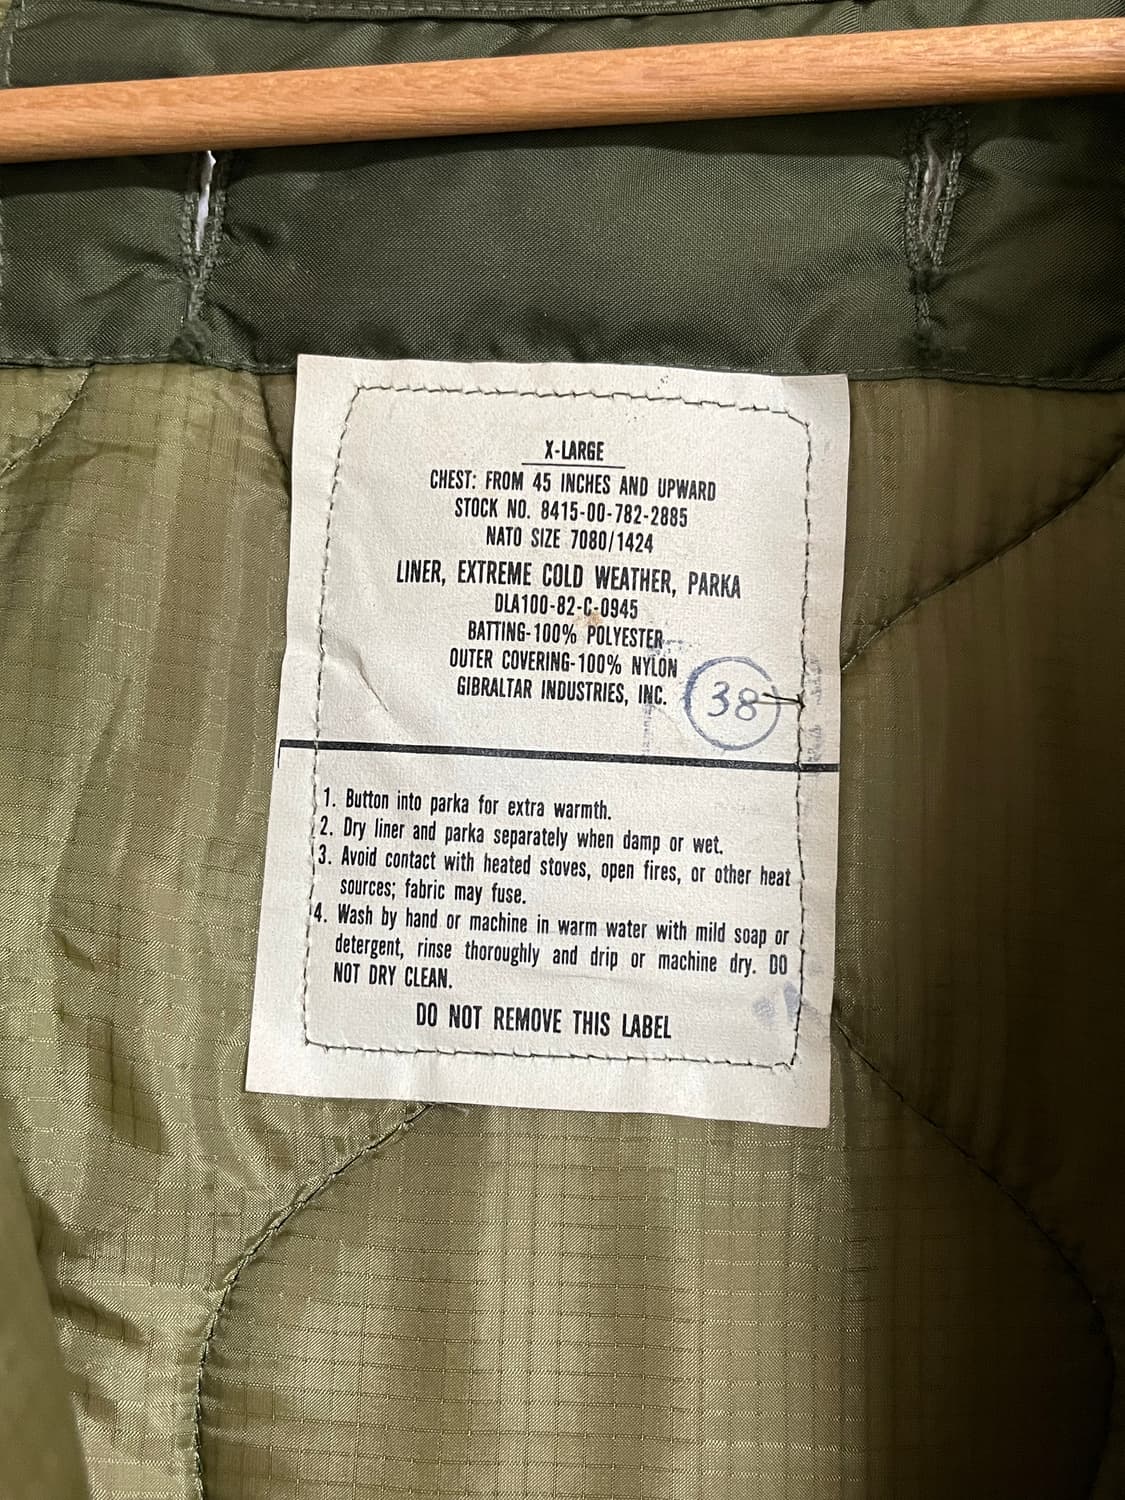 X-LARGE
CHEST: FROM 45 INCHES AND UPWARD
STOCK NO. 8415-00-782-2885
NATO SIZE 7080/1424
LINER, EXTREME COLD WEATHER, PARKA
DLA100-82-C-0945
BATTING-100% POLYESTER
OUTER COVERING-100% NYLON
GIBRALTAR INDUSTRIES, INC.
38
1. Button into parka for extra warmth.
2. Dry liner and parka separately when damp or wet.
3. Avoid contact with heated stoves, open fires, or other heat
sources; fabric may fuse.
4. Wash by hand or machine in warm water with mild soap or
detergent, rinse thoroughly and drip or machine dry. DO
NOT DRY CLEAN.
DO NOT REMOVE THIS LABEL